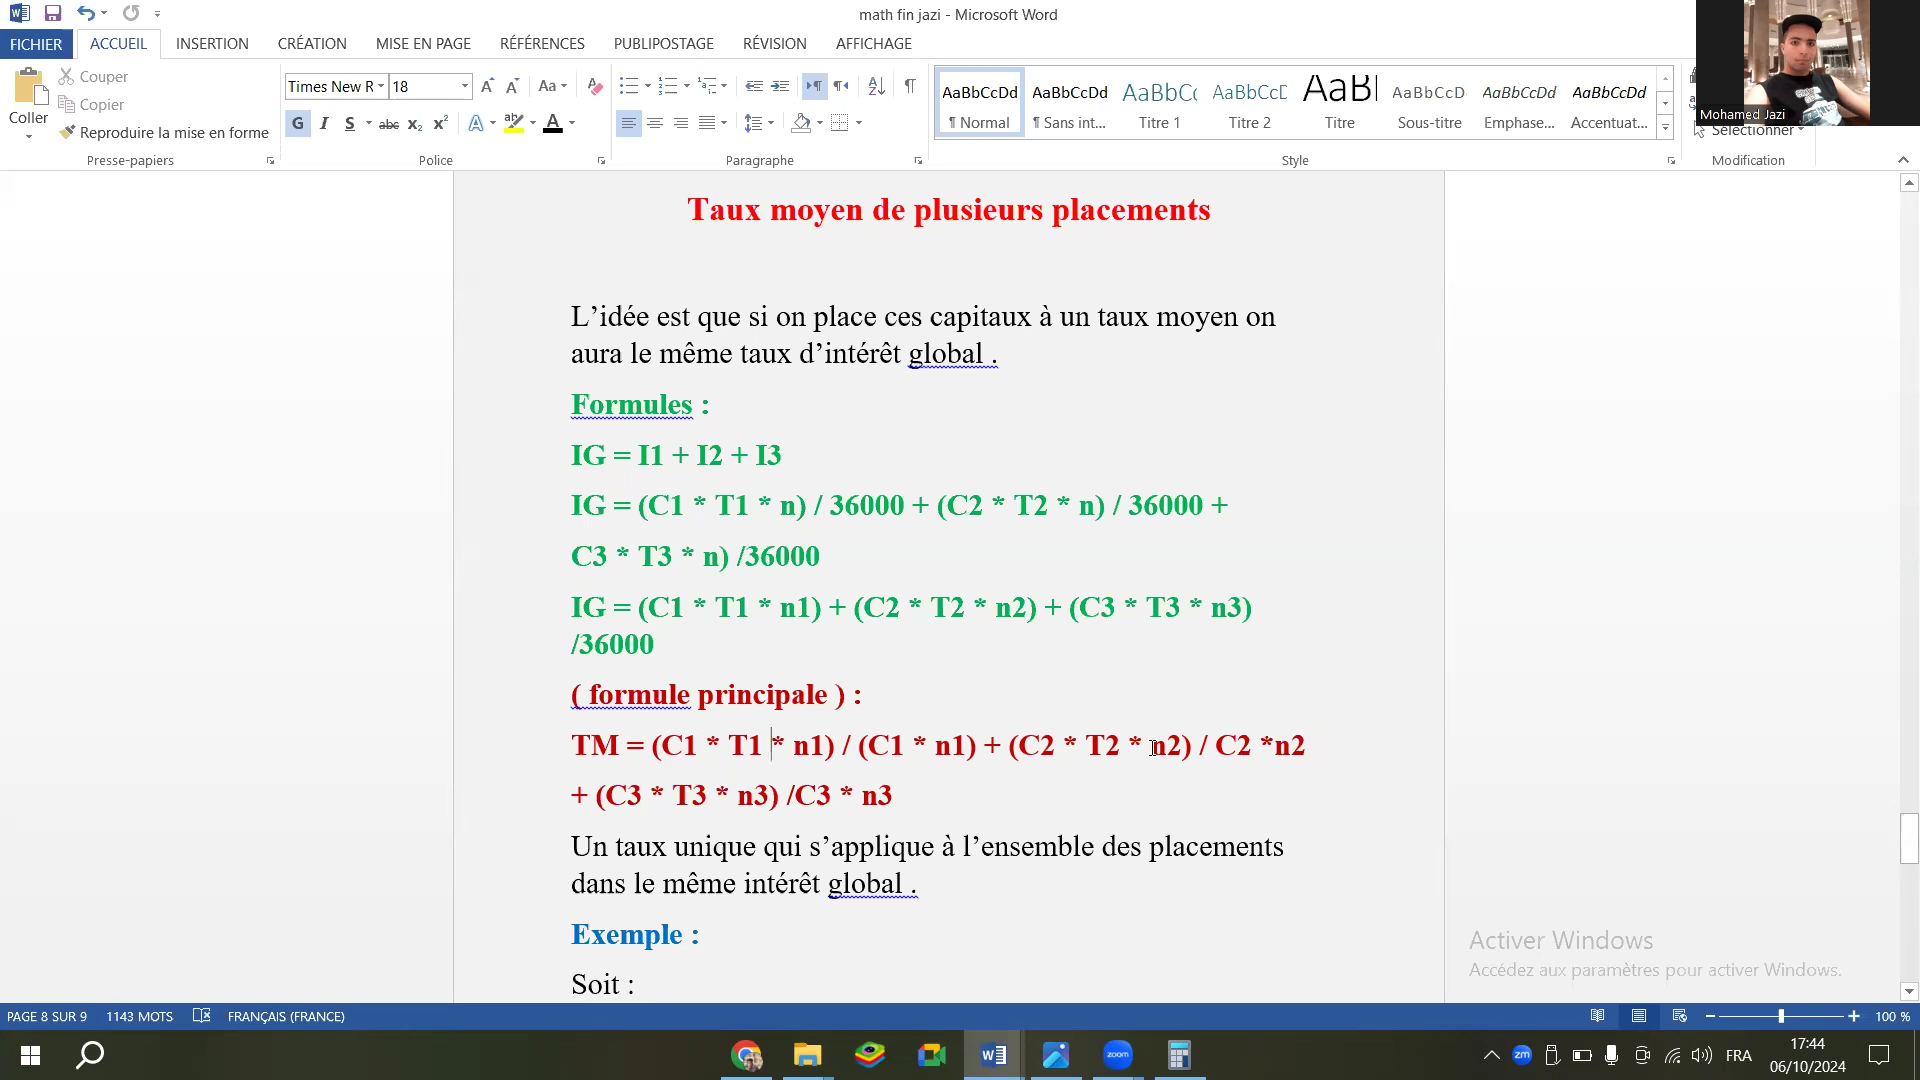 math fin jazi - Microsoft Word
FICHIER ACCUEIL INSERTION CRÉATION MISE EN PAGE RÉFÉRENCES PUBLIPOSTAGE RÉVISION AFFICHAGE
Coller
Couper
Copier
Reproduire la mise en forme
Presse-papiers
Times New R 18
Aa
G I S abc x₂ x²
Police
Paragraphe
AaBbCcDd AaBbCcDd AaBbC AaBbCcD AaBl AaBbCcD AaBbCcDd AaBbCcDd
¶ Normal ¶ Sans int... Titre 1 Titre 2 Titre Sous-titre Emphase... Accentuat...
Style
Sélectionner
Modification
Mohamed Jazi
Taux moyen de plusieurs placements
L’idée est que si on place ces capitaux à un taux moyen on
aura le même taux d’intérêt global .
Formules :
IG = I1 + I2 + I3
IG = (C1 * T1 * n) / 36000 + (C2 * T2 * n) / 36000 +
C3 * T3 * n) /36000
IG = (C1 * T1 * n1) + (C2 * T2 * n2) + (C3 * T3 * n3)
/36000
( formule principale ) :
TM = (C1 * T1 * n1) / (C1 * n1) + (C2 * T2 * n2) / C2 *n2
+ (C3 * T3 * n3) /C3 * n3
Un taux unique qui s’applique à l’ensemble des placements
dans le même intérêt global .
Exemple :
Soit :
Activer Windows
Accédez aux paramètres pour activer Windows.
PAGE 8 SUR 9 1143 MOTS FRANÇAIS (FRANCE) 100 %
zoom
zm
FRA
17:44
06/10/2024